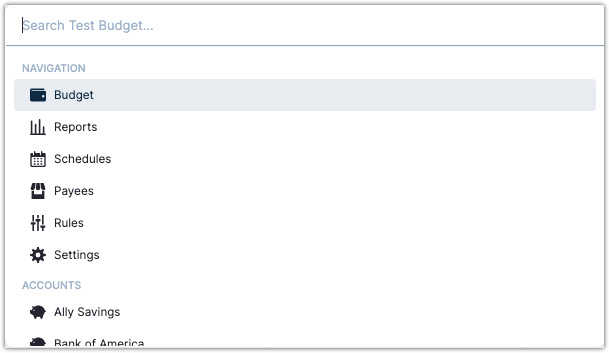 Search Test Budget...
NAVIGATION
Budget
Reports
Schedules
Payees
Rules
Settings
ACCOUNTS
Ally Savings
Bank of America